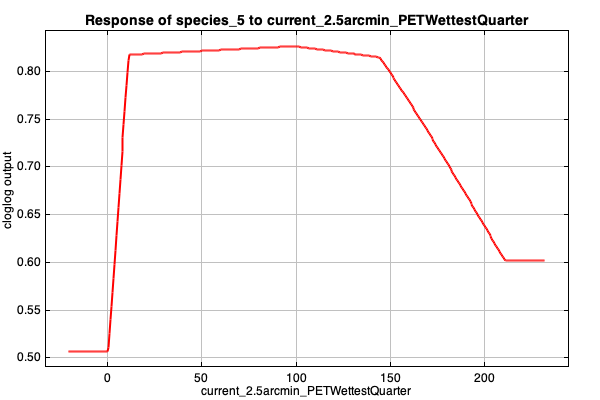 Response of species_5 to current_2.5arcmin_PETWettestQuarter
cloglog output
0.80
0.75
0.70
0.65
0.60
0.55
0.50
0 50 100 150 200
current_2.5arcmin_PETWettestQuarter